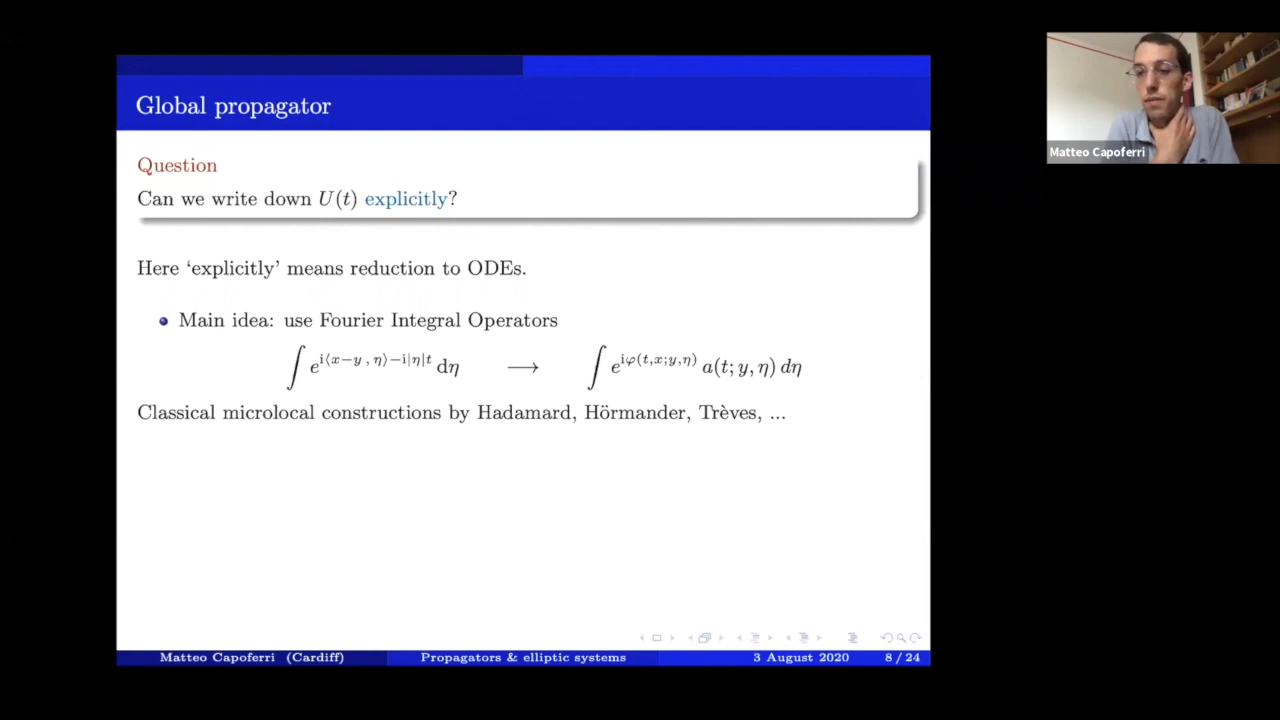 Global propagator
Question
Can we write down U(t) explicitly?
Here ‘explicitly’ means reduction to ODEs.
Main idea: use Fourier Integral Operators
∫ e^{i⟨x−y , η⟩−i|η|t} dη ⟶ ∫ e^{iφ(t,x;y,η)} a(t; y, η) dη
Classical microlocal constructions by Hadamard, Hörmander, Trèves, ...
Matteo Capoferri (Cardiff) Propagators & elliptic systems 3 August 2020 8 / 24
Matteo Capoferri